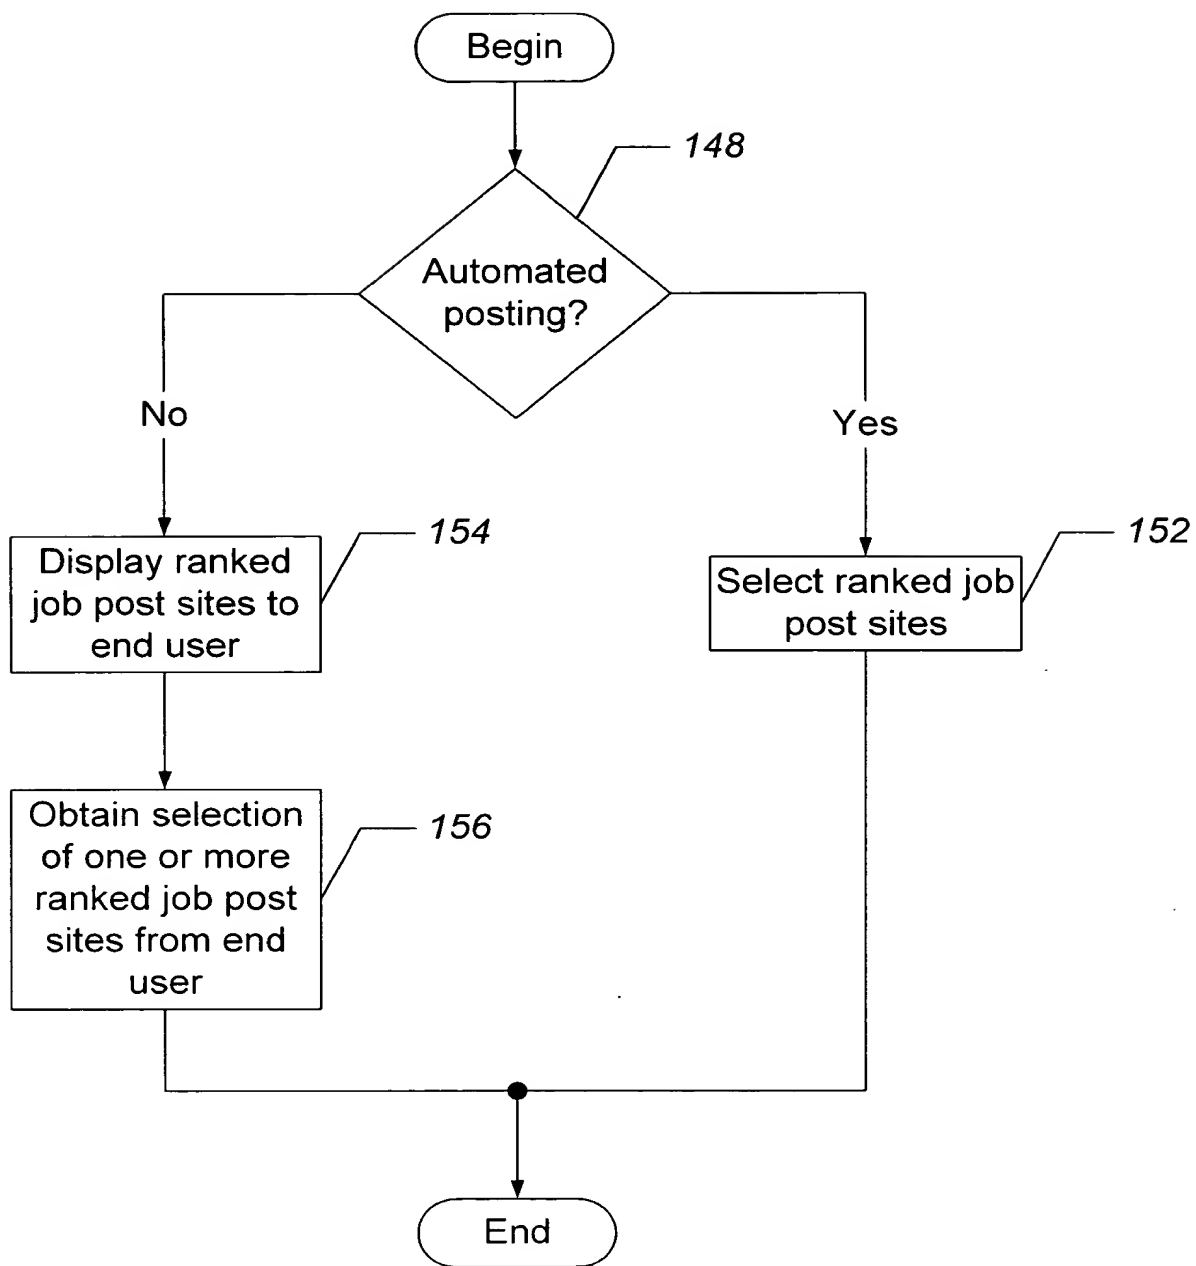 Begin
148
Automated
posting?
No
Yes
154
Display ranked
job post sites to
end user
152
Select ranked job
post sites
156
Obtain selection
of one or more
ranked job post
sites from end
user
End